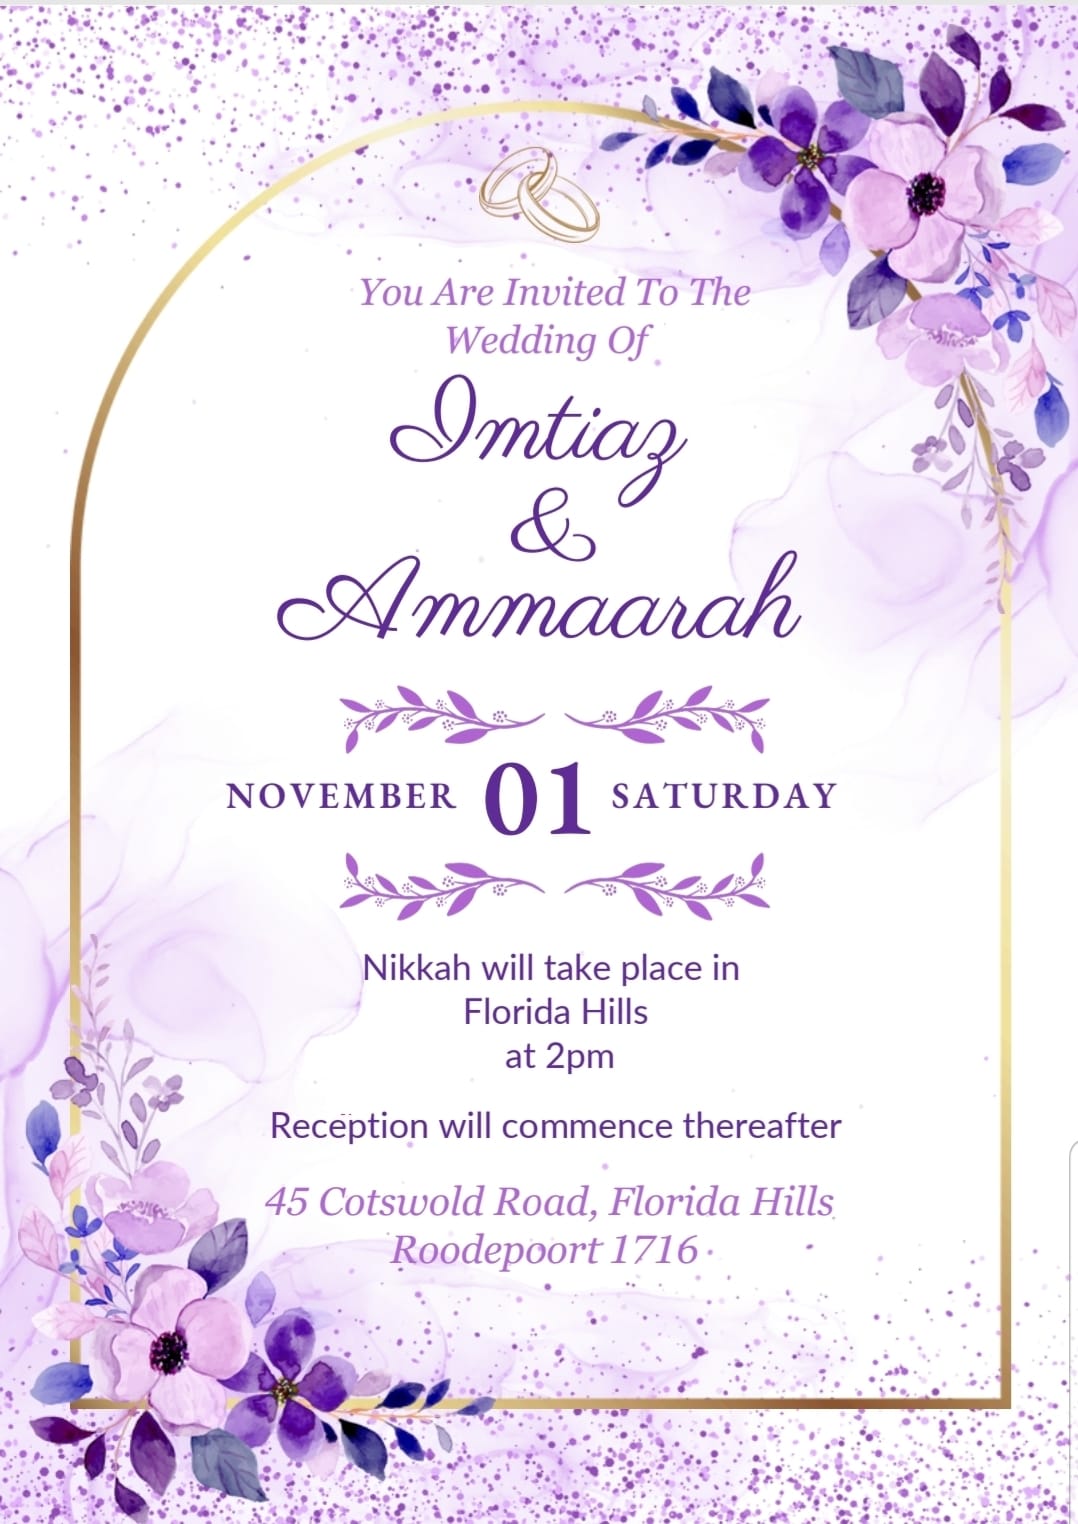 You Are Invited To The
Wedding Of
Imtiaz
&
Ammaarah
NOVEMBER 01 SATURDAY
Nikkah will take place in
Florida Hills
at 2pm
Reception will commence thereafter
45 Cotswold Road, Florida Hills
Roodepoort 1716